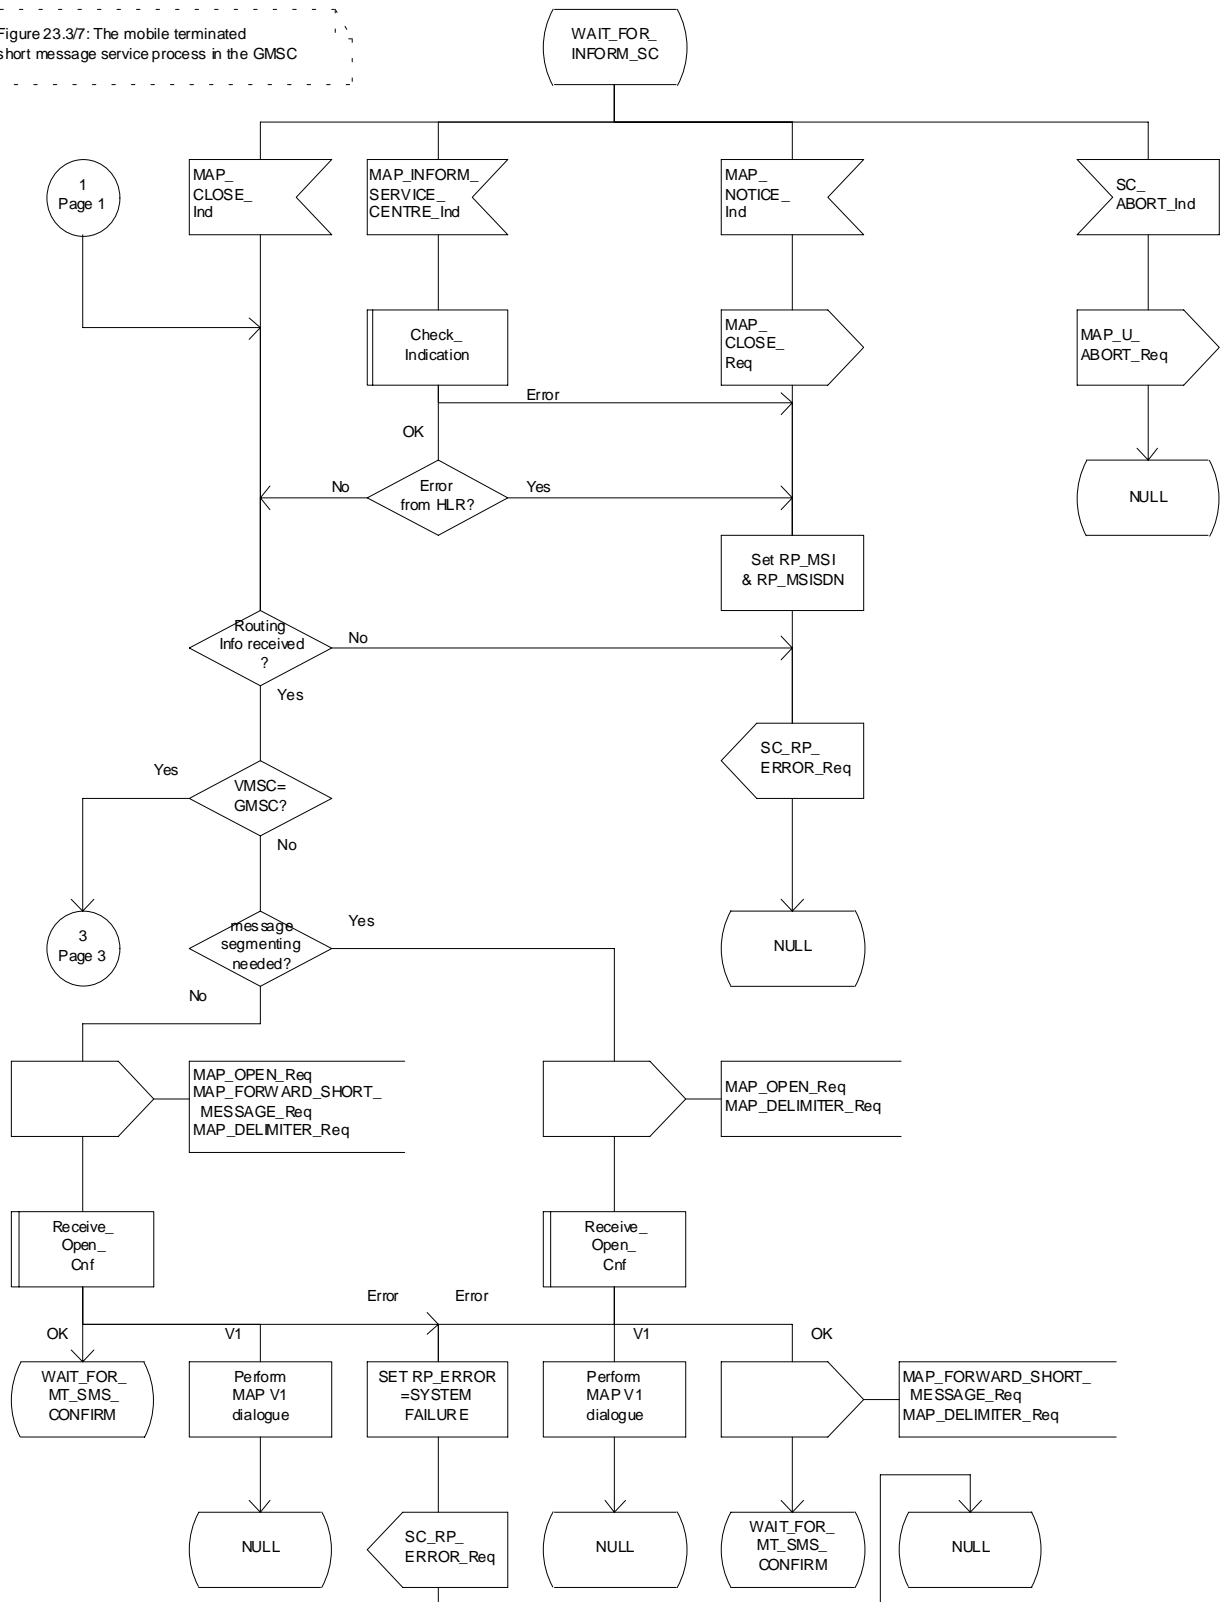 Figure 23.3/7: The mobile terminated
short message service process in the GMSC
WAIT_FOR_
INFORM_SC
1
Page 1
MAP_
CLOSE_
Ind
MAP_INFORM_
SERVICE_
CENTRE_Ind
MAP_
NOTICE_
Ind
SC_
ABORT_Ind
Check_
Indication
MAP_
CLOSE_
Req
MAP_U_
ABORT_Req
Error
OK
No
Error
from HLR?
Yes
NULL
Set RP_MSI
& RP_MSISDN
Routing
Info received
?
No
Yes
SC_RP_
ERROR_Req
Yes
VMSC=
GMSC?
No
3
Page 3
message
segmenting
needed?
Yes
NULL
No
MAP_OPEN_Req
MAP_FORWARD_SHORT_
MESSAGE_Req
MAP_DELIMITER_Req
MAP_OPEN_Req
MAP_DELIMITER_Req
Receive_
Open_
Cnf
Receive_
Open_
Cnf
Error
Error
OK
V1
V1
OK
WAIT_FOR_
MT_SMS_
CONFIRM
Perform
MAP V1
dialogue
SET RP_ERROR
=SYSTEM
FAILURE
Perform
MAP V1
dialogue
MAP_FORWARD_SHORT_
MESSAGE_Req
MAP_DELIMITER_Req
NULL
SC_RP_
ERROR_Req
NULL
WAIT_FOR_
MT_SMS_
CONFIRM
NULL